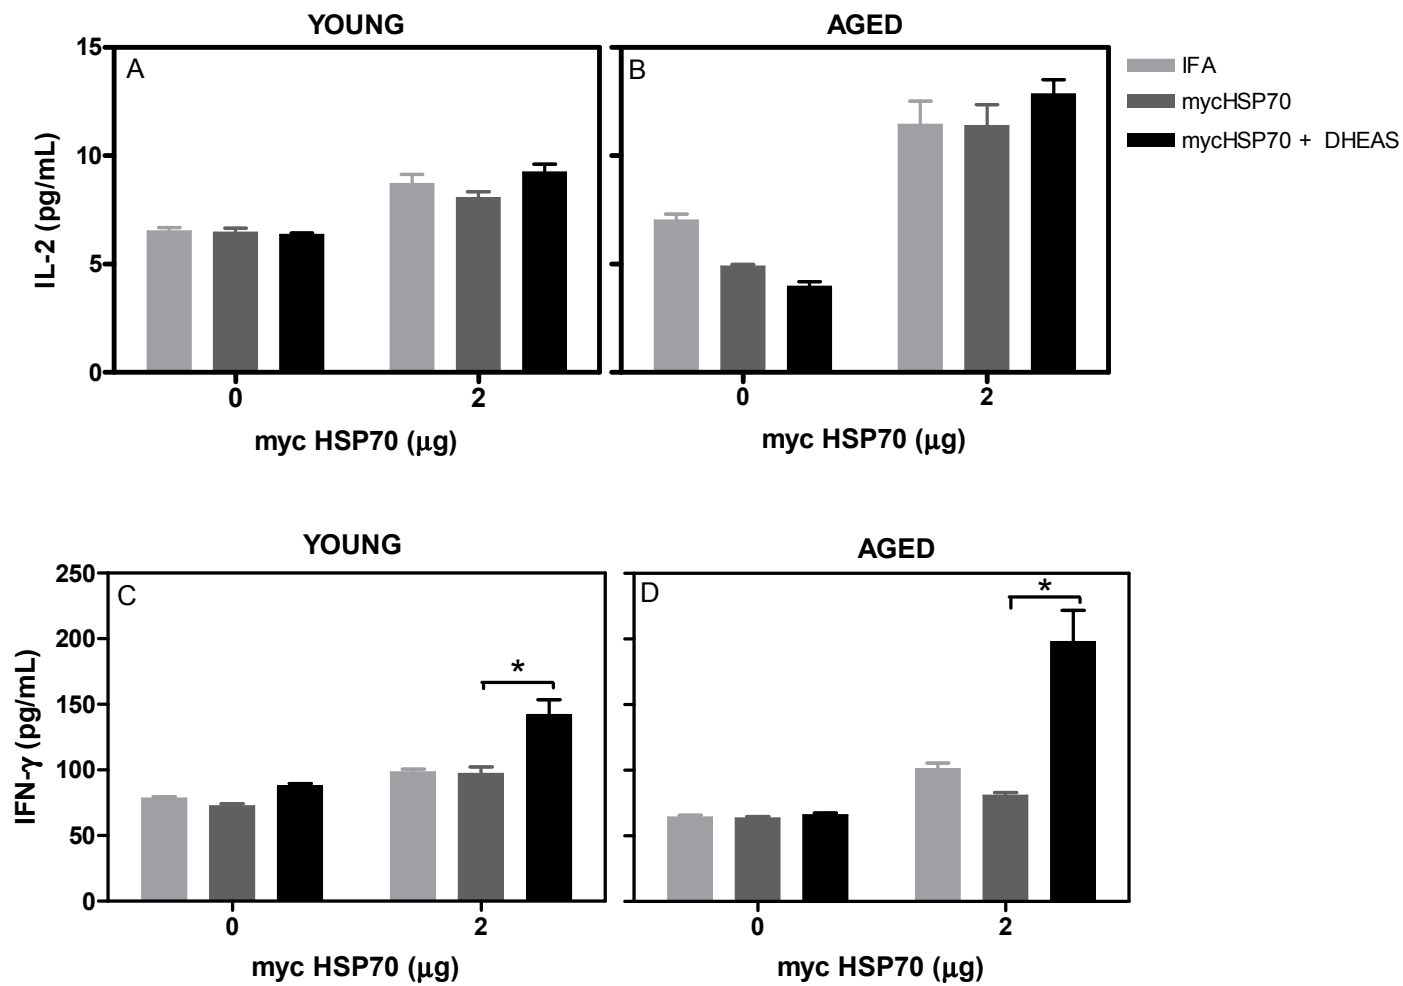 YOUNG
AGED
A
B
15
10
5
0
IL-2 (pg/mL)
0
2
myc HSP70 (µg)
0
2
myc HSP70 (µg)
IFA
mycHSP70
mycHSP70 + DHEAS
YOUNG
AGED
C
D
250
200
150
100
50
0
IFN-γ (pg/mL)
*
*
0
2
myc HSP70 (µg)
0
2
myc HSP70 (µg)